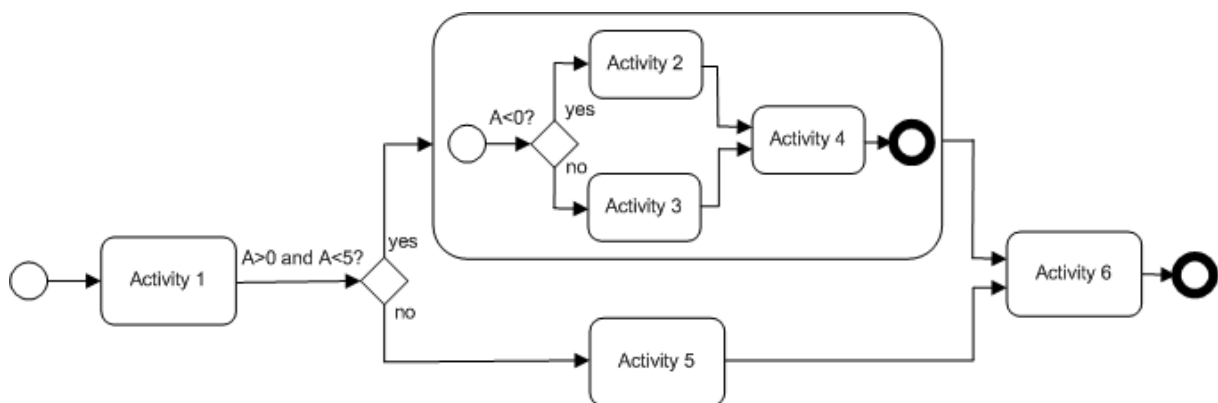 Activity 1
A>0 and A<5?
yes
no
A<0?
yes
no
Activity 2
Activity 3
Activity 4
Activity 5
Activity 6